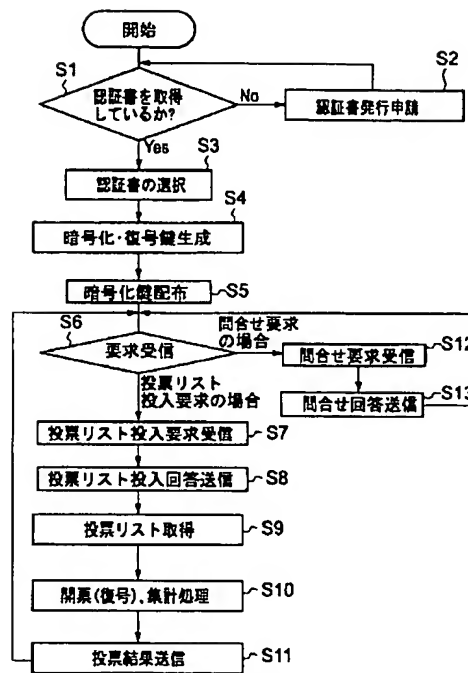 開始
S1
認証書を取得
しているか?
No
S2
認証書発行申請
Yes
S3
認証書の選択
S4
暗号化・復号鍵生成
暗号化鍵配布
S5
S6
要求受信
問合せ要求
の場合
S12
問合せ要求受信
S13
問合せ回答送信
投票リスト
投入要求の場合
投票リスト投入要求受信
S7
投票リスト投入回答送信
S8
投票リスト取得
S9
開票(復号)、集計処理
S10
投票結果送信
S11